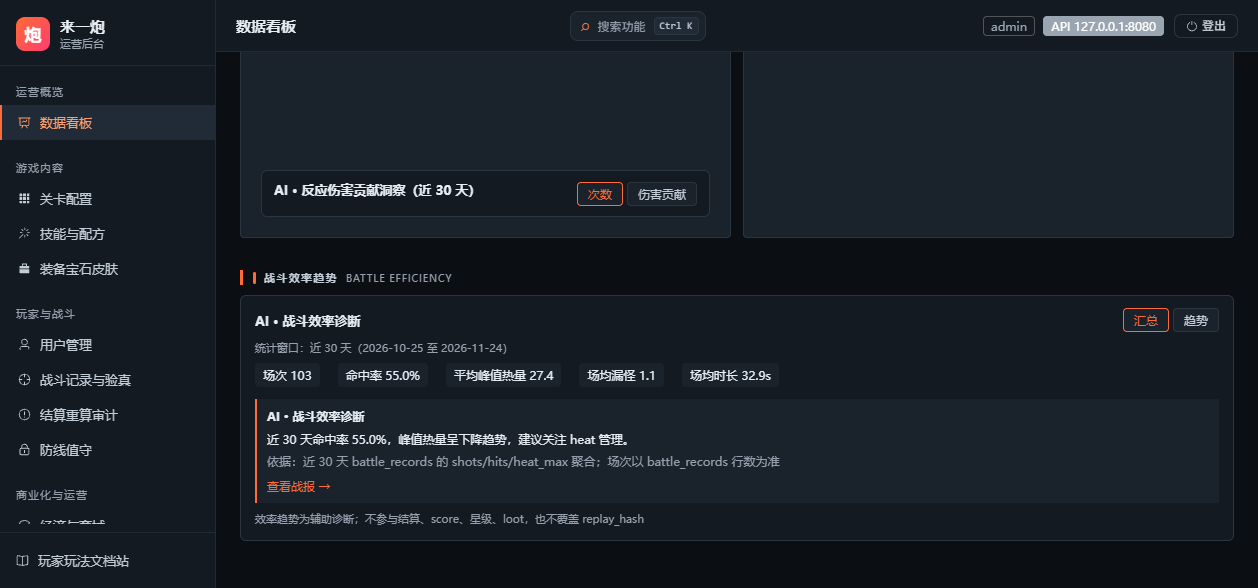 炮
来一炮
运营后台
数据看板
搜索功能 Ctrl K
admin
API 127.0.0.1:8080
登出
运营概览
数据看板
游戏内容
关卡配置
技能与配方
装备宝石皮肤
玩家与战斗
用户管理
战斗记录与验真
结算重算审计
防线值守
商业化与运营
玩家玩法文档站
AI • 反应伤害贡献洞察（近 30 天）
次数
伤害贡献
战斗效率趋势 BATTLE EFFICIENCY
AI • 战斗效率诊断
汇总
趋势
统计窗口：近 30 天（2026-10-25 至 2026-11-24）
场次 103
命中率 55.0%
平均峰值热量 27.4
场均漏怪 1.1
场均时长 32.9s
AI • 战斗效率诊断
近 30 天命中率 55.0%，峰值热量呈下降趋势，建议关注 heat 管理。
依据：近 30 天 battle_records 的 shots/hits/heat_max 聚合；场次以 battle_records 行数为准
查看战报 →
效率趋势为辅助诊断；不参与结算、score、星级、loot，也不覆盖 replay_hash